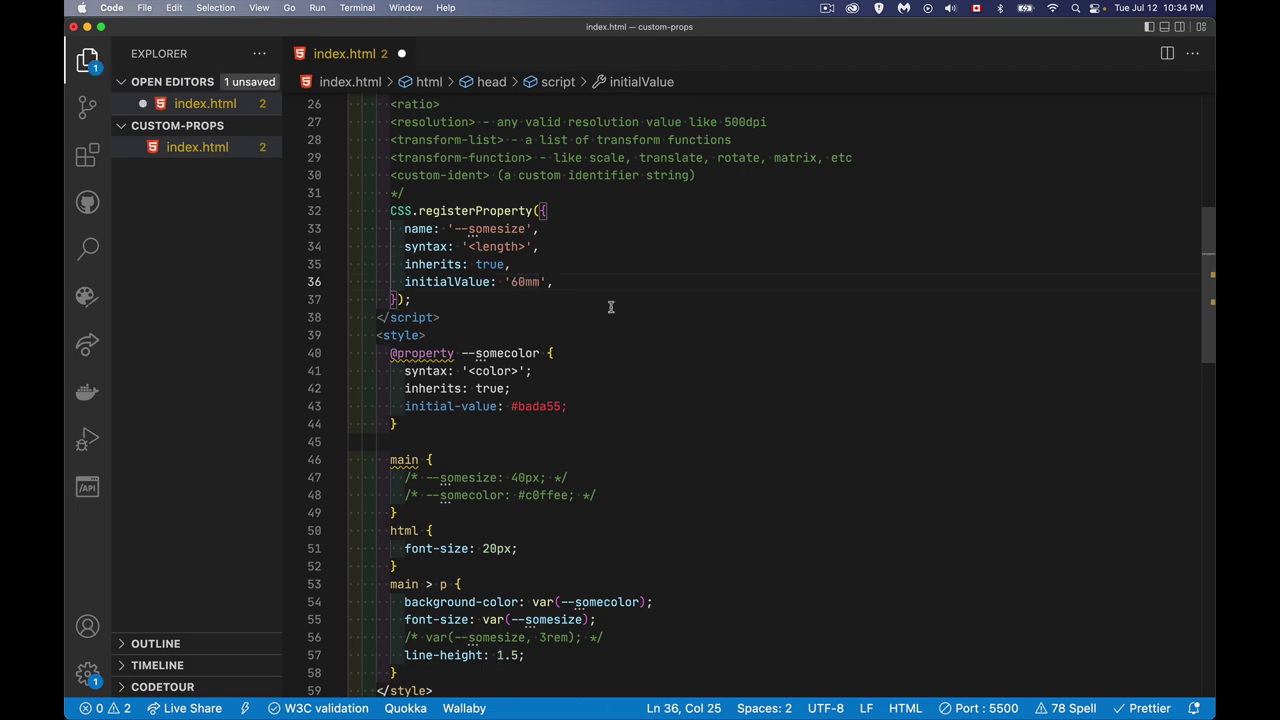 Code File Edit Selection View Go Run Terminal Window Help
Tue Jul 12 10:34 PM
index.html — custom-props
EXPLORER
index.html 2
OPEN EDITORS 1 unsaved
index.html 2
CUSTOM-PROPS
index.html 2
index.html > html > head > script > initialValue
26 <ratio>
27 <resolution> - any valid resolution value like 500dpi
28 <transform-list> - a list of transform functions
29 <transform-function> - like scale, translate, rotate, matrix, etc
30 <custom-ident> (a custom identifier string)
31 */
32 CSS.registerProperty({
33 name: '--somesize',
34 syntax: '<length>',
35 inherits: true,
36 initialValue: '60mm',
37 });
38 </script>
39 <style>
40 @property --somecolor {
41 syntax: '<color>';
42 inherits: true;
43 initial-value: #bada55;
44 }
45
46 main {
47 /* --somesize: 40px; */
48 /* --somecolor: #c0ffee; */
49 }
50 html {
51 font-size: 20px;
52 }
53 main > p {
54 background-color: var(--somecolor);
55 font-size: var(--somesize);
56 /* var(--somesize, 3rem); */
57 line-height: 1.5;
58 }
59 </style>
1
/API
1
OUTLINE
TIMELINE
CODETOUR
0 2 Live Share W3C validation Quokka Wallaby Ln 36, Col 25 Spaces: 2 UTF-8 LF HTML Port : 5500 78 Spell Prettier